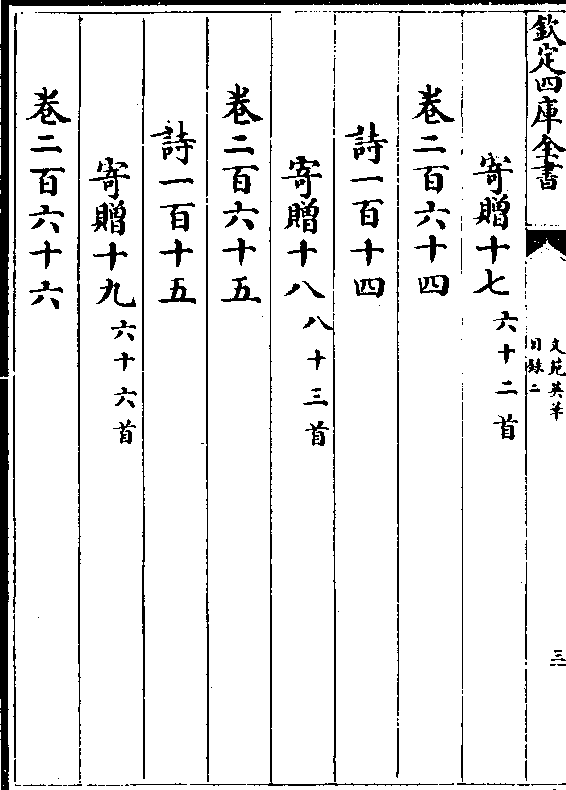 欽定四庫全書
文苑英華
目録二
三
寄贈十七六十二首
卷二百六十四
詩一百十四
寄贈十八八十三首
卷二百六十五
詩一百十五
寄贈十九六十六首
卷二百六十六